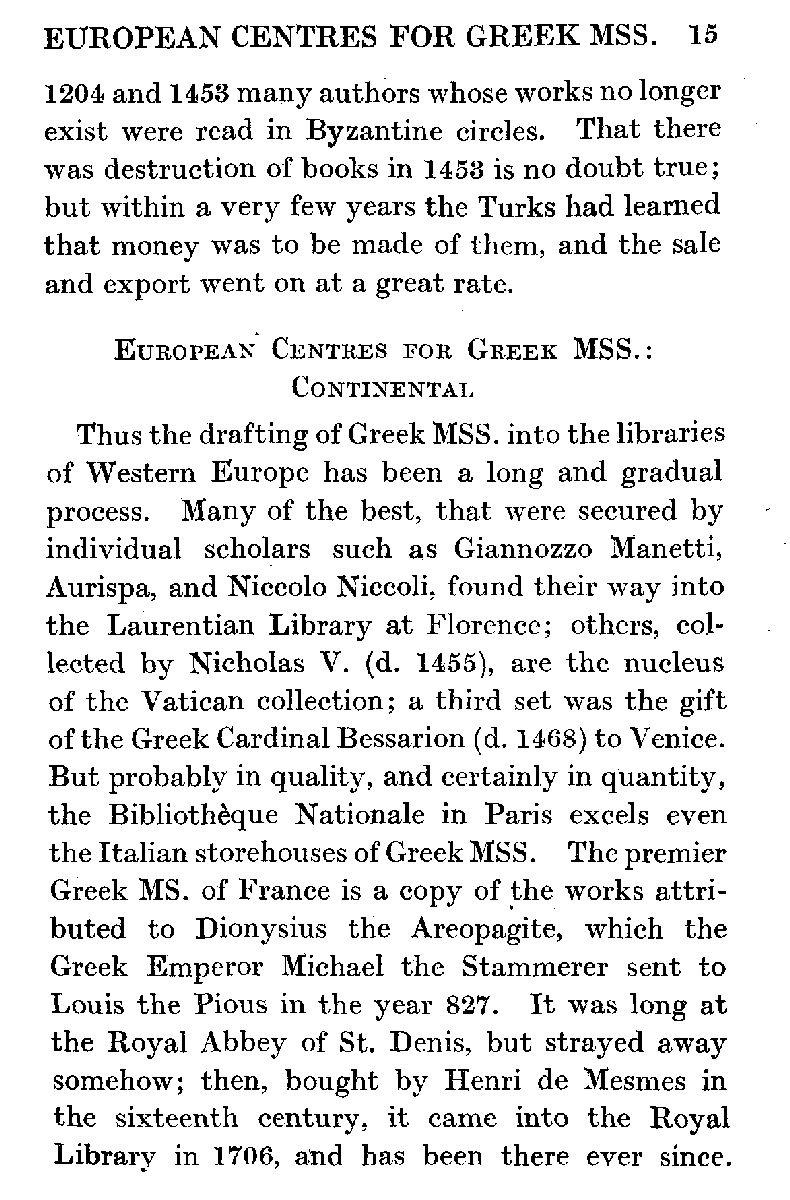 EUROPEAN CENTRES FOR GREEK MSS. 15
1204 and 1453 many authors whose works no longer
exist were read in Byzantine circles. That there
was destruction of books in 1453 is no doubt true;
but within a very few years the Turks had learned
that money was to be made of them, and the sale
and export went on at a great rate.
EUROPEAN CENTRES FOR GREEK MSS.:
CONTINENTAL
Thus the drafting of Greek MSS. into the libraries
of Western Europe has been a long and gradual
process. Many of the best, that were secured by
individual scholars such as Giannozzo Manetti,
Aurispa, and Niccolo Niccoli, found their way into
the Laurentian Library at Florence; others, col-
lected by Nicholas V. (d. 1455), are the nucleus
of the Vatican collection; a third set was the gift
of the Greek Cardinal Bessarion (d. 1468) to Venice.
But probably in quality, and certainly in quantity,
the Bibliothèque Nationale in Paris excels even
the Italian storehouses of Greek MSS. The premier
Greek MS. of France is a copy of the works attri-
buted to Dionysius the Areopagite, which the
Greek Emperor Michael the Stammerer sent to
Louis the Pious in the year 827. It was long at
the Royal Abbey of St. Denis, but strayed away
somehow; then, bought by Henri de Mesmes in
the sixteenth century, it came into the Royal
Library in 1706, and has been there ever since.